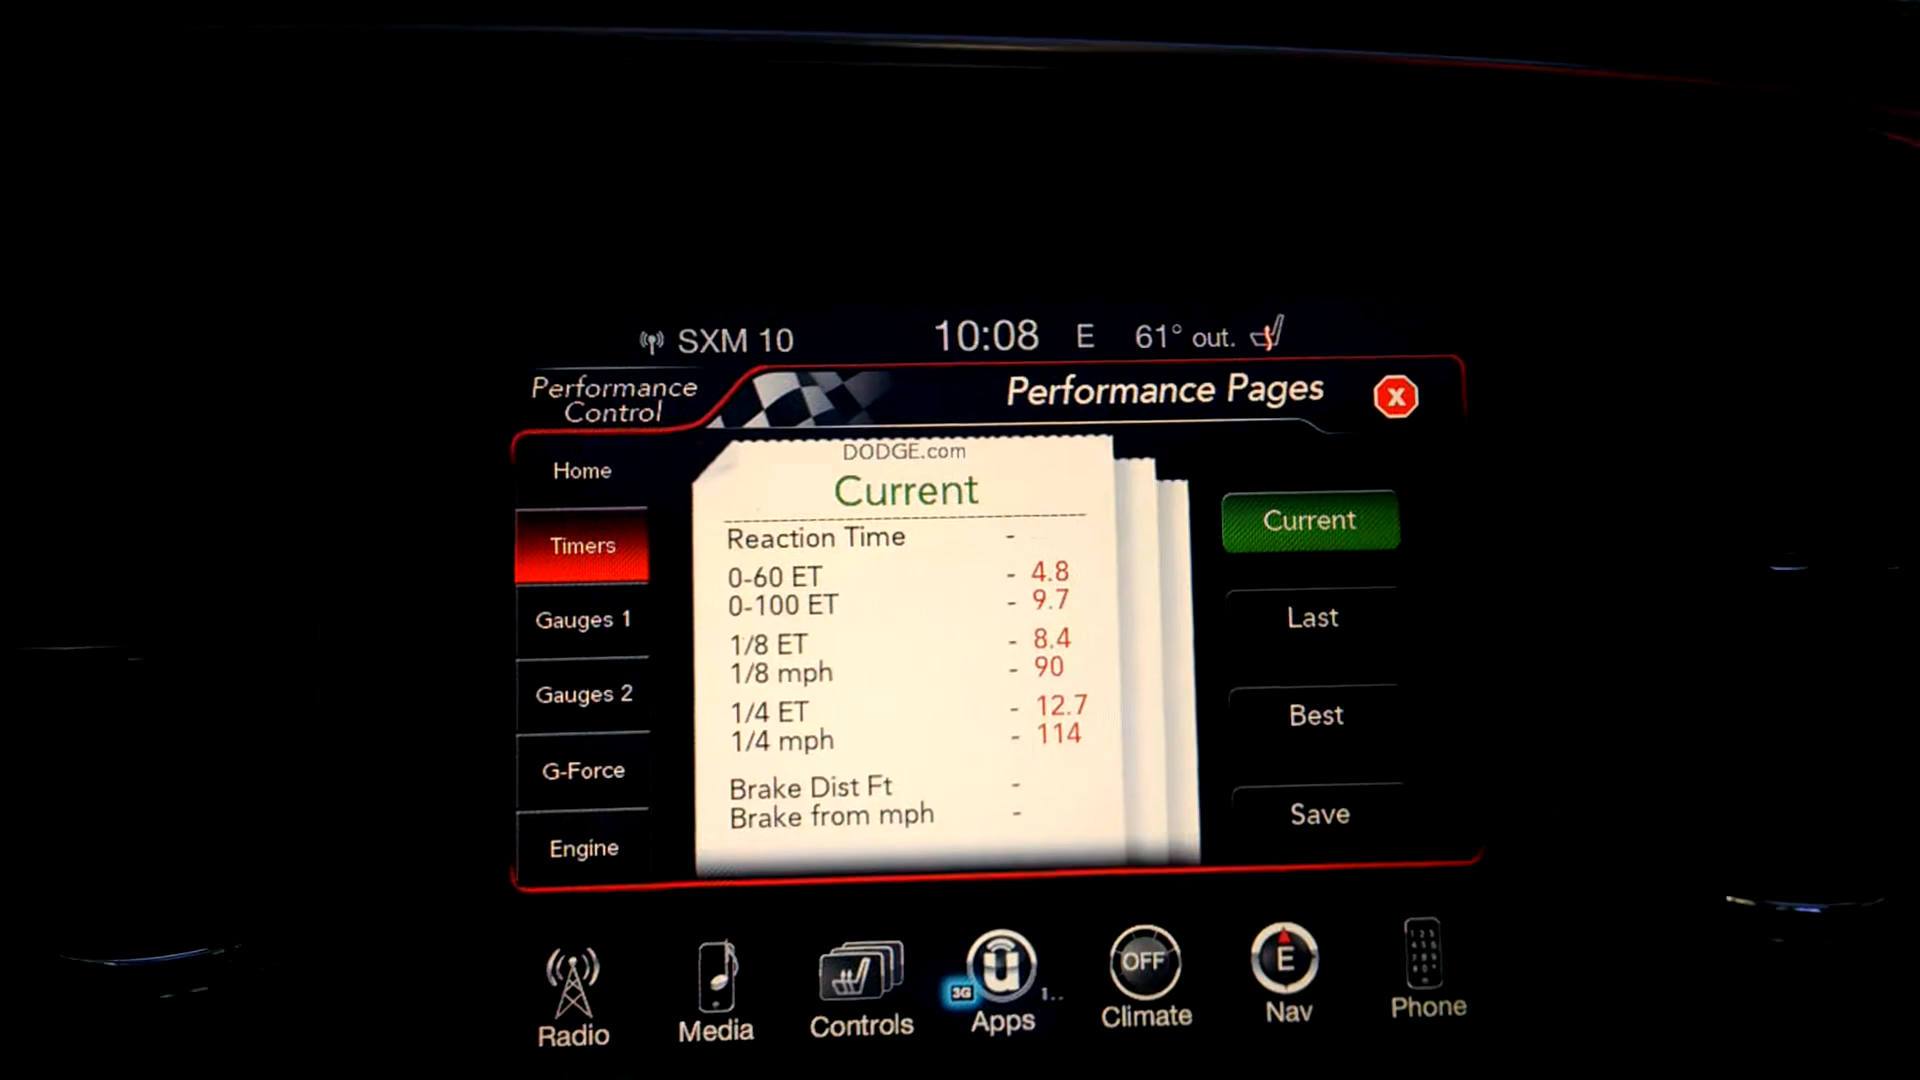 SXM 10 10:08 E 61° out.
Performance Control
Performance Pages X
Home
Timers
Gauges 1
Gauges 2
G-Force
Engine
DODGE.com
Current
Reaction Time -
0-60 ET - 4.8
0-100 ET - 9.7
1/8 ET - 8.4
1/8 mph - 90
1/4 ET - 12.7
1/4 mph - 114
Brake Dist Ft -
Brake from mph -
Current
Last
Best
Save
u
3G
1..
OFF
E
Radio Media Controls Apps Climate Nav Phone